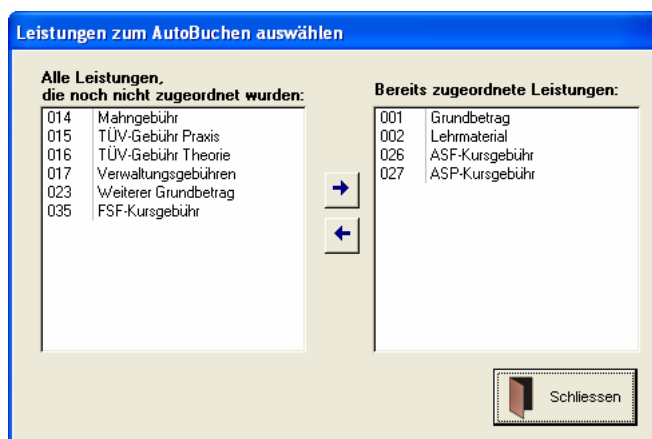 Leistungen zum AutoBuchen auswählen
Alle Leistungen,
die noch nicht zugeordnet wurden:
014 Mahngebühr
015 TÜV-Gebühr Praxis
016 TÜV-Gebühr Theorie
017 Verwaltungsgebühren
023 Weiterer Grundbetrag
035 FSF-Kursgebühr
Bereits zugeordnete Leistungen:
001 Grundbetrag
002 Lehrmaterial
026 ASF-Kursgebühr
027 ASP-Kursgebühr
Schliessen